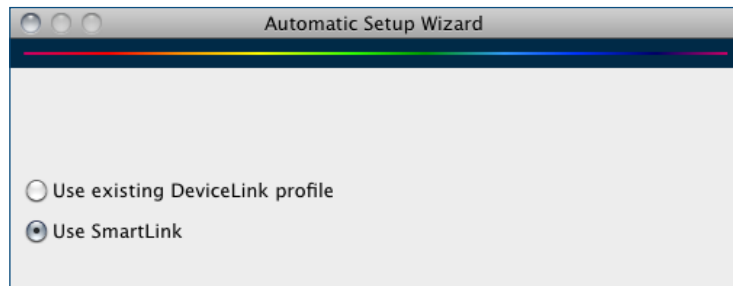 Automatic Setup Wizard
Use existing DeviceLink profile
Use SmartLink